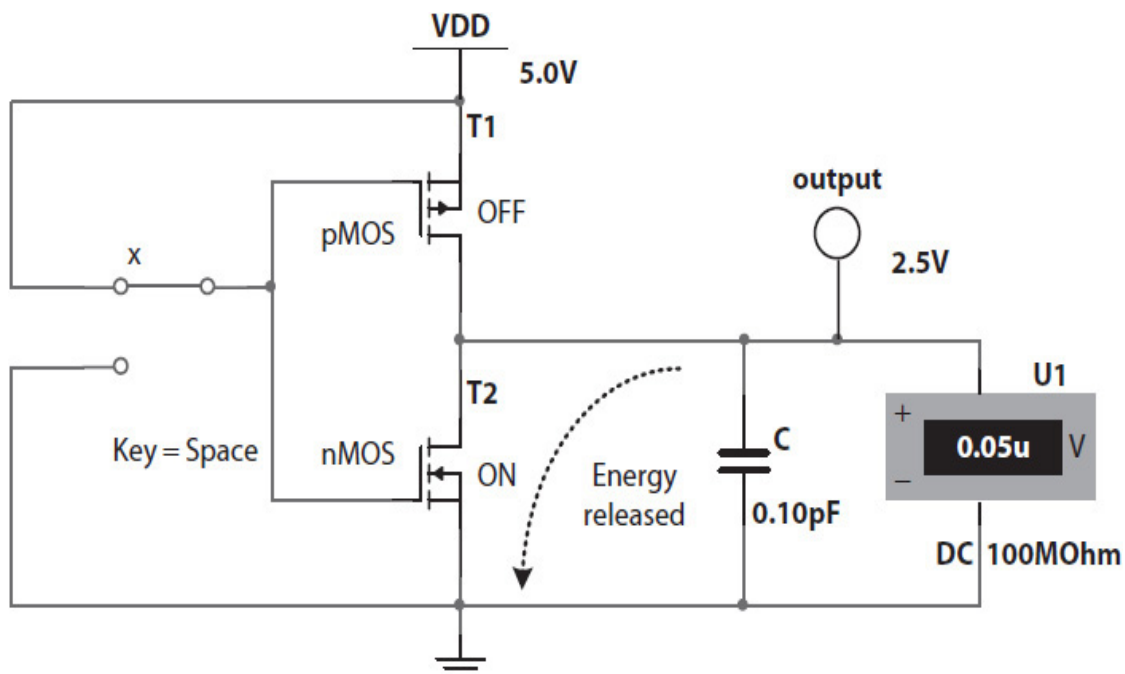 VDD
5.0V
T1
OFF
pMOS
output
2.5V
x
T2
U1
Key = Space
nMOS
ON
Energy
released
C
0.10pF
+
0.05u
V
−
DC 100MOhm